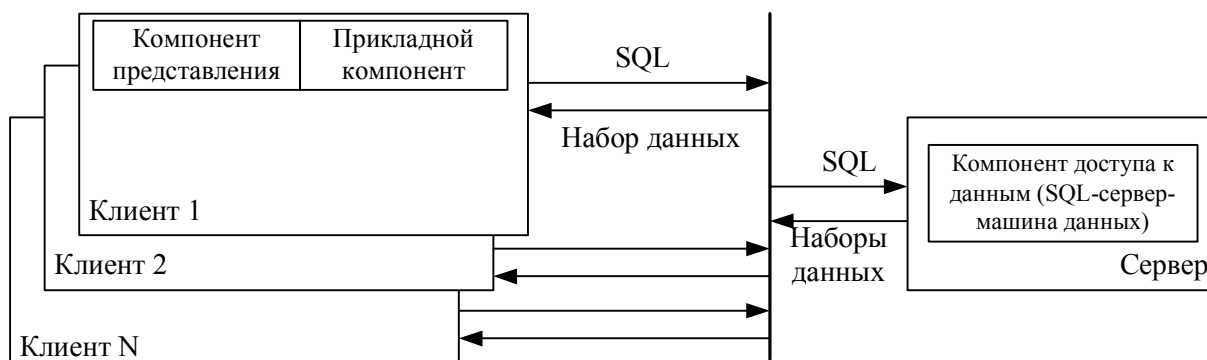 Компонент
представления
Прикладной
компонент
SQL
Набор данных
Клиент 1
SQL
Компонент доступа к
данным (SQL-сервер-
машина данных)
Наборы
данных
Сервер
Клиент 2
Клиент N